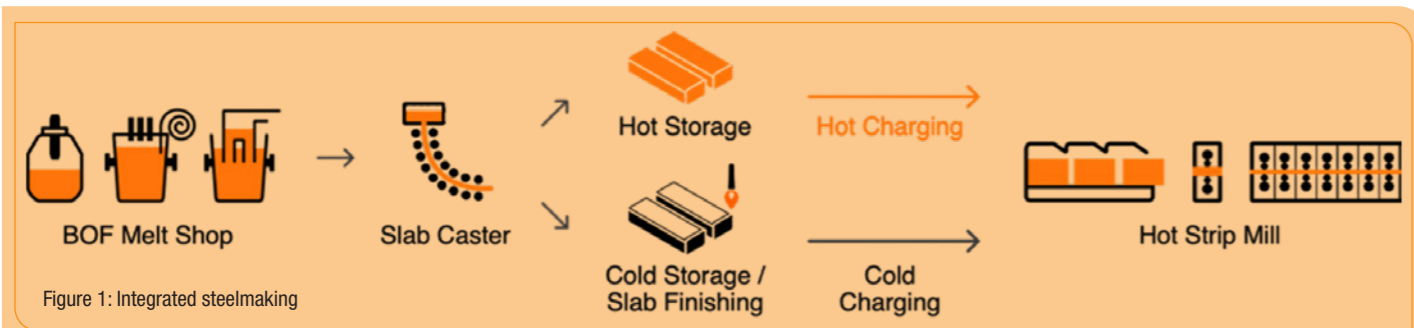 BOF Melt Shop
Slab Caster
Hot Storage
Hot Charging
Cold Storage /
Slab Finishing
Cold
Charging
Hot Strip Mill
Figure 1: Integrated steelmaking